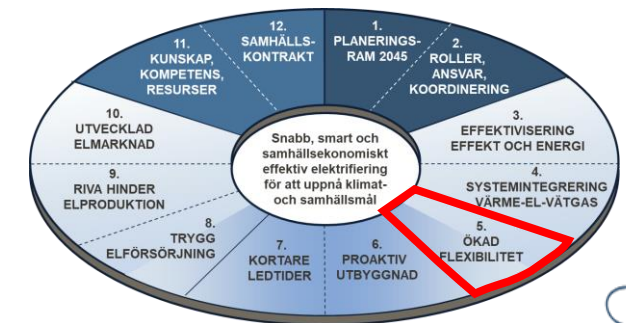 1.
PLANERINGS-
RAM 2045
2.
ROLLER,
ANSVAR,
KOORDINERING
3.
EFFEKTIVISERING
EFFEKT OCH ENERGI
4.
SYSTEMINTEGRERING
VÄRME-EL-VÄTGAS
5.
ÖKAD
FLEXIBILITET
6.
PROAKTIV
UTBYGGNAD
7.
KORTARE
LEDTIDER
8.
TRYGG
ELFÖRSÖRJNING
9.
RIVA HINDER
ELPRODUKTION
10.
UTVECKLAD
ELMARKNAD
11.
KUNSKAP,
KOMPETENS,
RESURSER
12.
SAMHÄLLS-
KONTRAKT
Snabb, smart och
samhällsekonomiskt
effektiv elektrifiering
för att uppnå klimat-
och samhällsmål